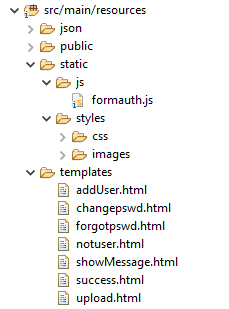 src/main/resources
json
public
static
js
formauth.js
styles
css
images
templates
addUser.html
changepswd.html
forgotpswd.html
notuser.html
showMessage.html
success.html
upload.html